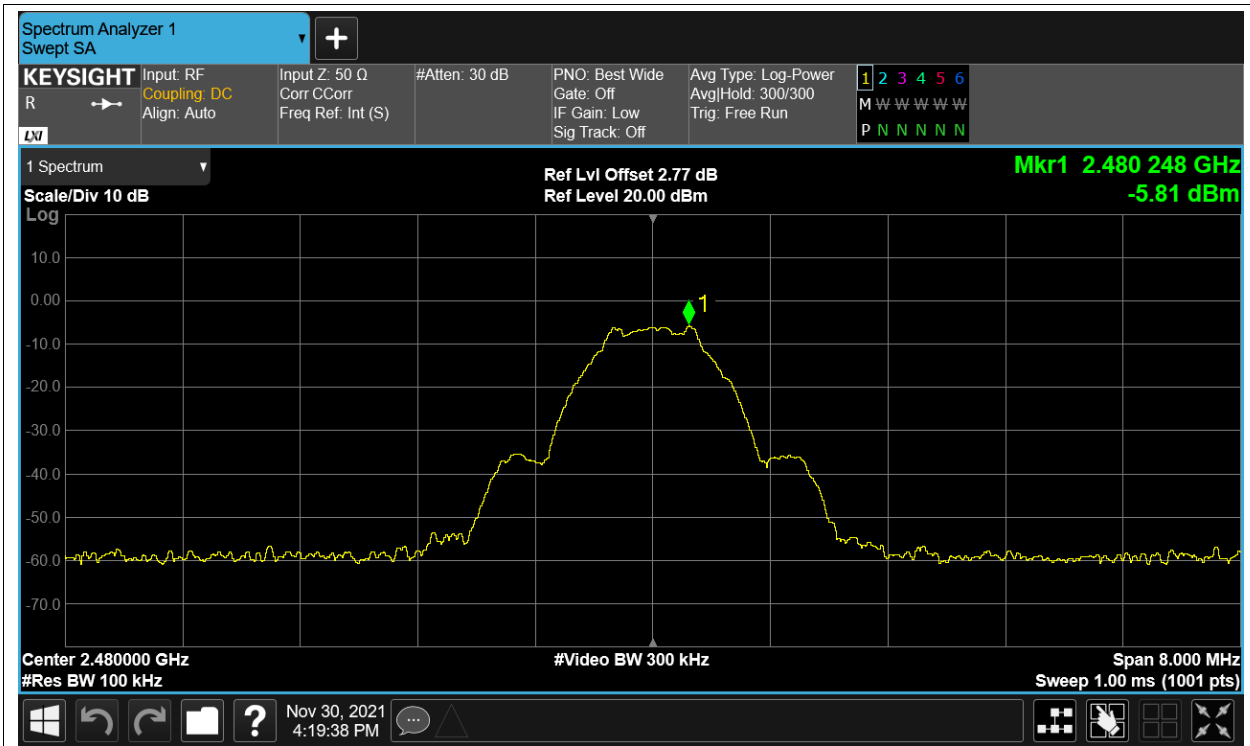 Spectrum Analyzer 1
Swept SA
KEYSIGHT
R
LXI
Input: RF
Coupling: DC
Align: Auto
Input Z: 50 Ω
Corr CCorr
Freq Ref: Int (S)
#Atten: 30 dB
PNO: Best Wide
Gate: Off
IF Gain: Low
Sig Track: Off
Avg Type: Log-Power
Avg|Hold: 300/300
Trig: Free Run
1 2 3 4 5 6
M W W W W W
P N N N N N
1 Spectrum
Scale/Div 10 dB
Ref Lvl Offset 2.77 dB
Ref Level 20.00 dBm
Mkr1 2.480 248 GHz
-5.81 dBm
Log
10.0
0.00
-10.0
-20.0
-30.0
-40.0
-50.0
-60.0
-70.0
1
Center 2.480000 GHz
#Res BW 100 kHz
#Video BW 300 kHz
Span 8.000 MHz
Sweep 1.00 ms (1001 pts)
?
Nov 30, 2021
4:19:38 PM